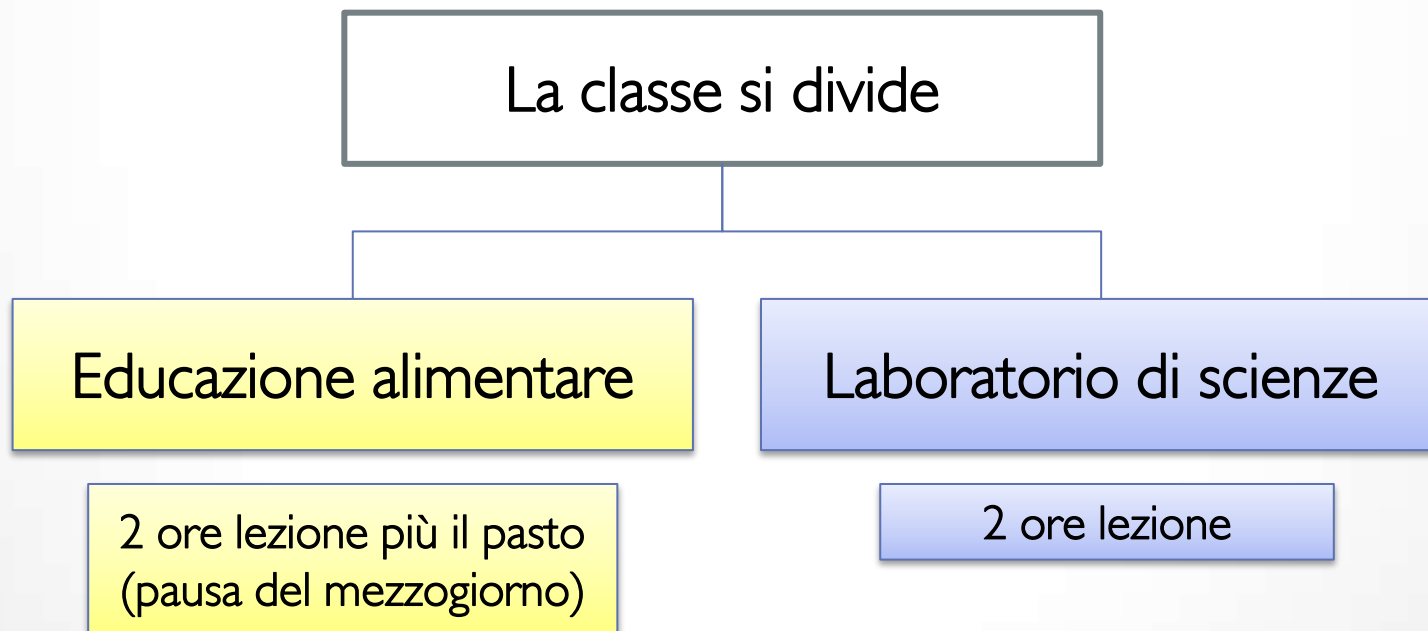 La classe si divide
Educazione alimentare
Laboratorio di scienze
2 ore lezione più il pasto
(pausa del mezzogiorno)
2 ore lezione